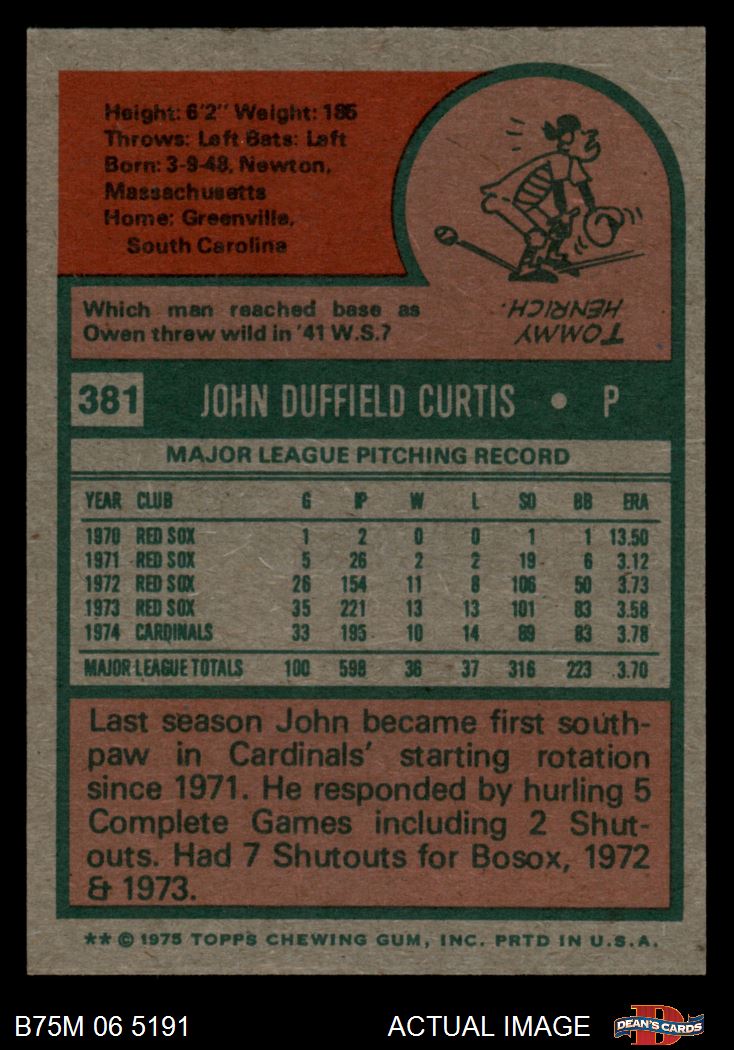 Height: 6'2" Weight: 185
Throws: Left Bats: Left
Born: 3-9-48, Newton,
Massachusetts
Home: Greenville,
South Carolina
Which man reached base as
Owen threw wild in '41 W.S.?
TOMMY
HENRICH.
381 JOHN DUFFIELD CURTIS • P
MAJOR LEAGUE PITCHING RECORD
YEAR CLUB G IP W L SO BB ERA
1970 RED SOX 1 2 0 0 1 1 13.50
1971 RED SOX 5 26 2 2 19 6 3.12
1972 RED SOX 26 154 11 8 106 50 3.73
1973 RED SOX 35 221 13 13 101 83 3.58
1974 CARDINALS 33 195 10 14 89 83 3.78
MAJOR LEAGUE TOTALS 100 598 36 37 316 223 3.70
Last season John became first south-
paw in Cardinals' starting rotation
since 1971. He responded by hurling 5
Complete Games including 2 Shut-
outs. Had 7 Shutouts for Bosox, 1972
& 1973.
** © 1975 TOPPS CHEWING GUM, INC. PRTD IN U.S.A.
B75M 06 5191 ACTUAL IMAGE D DEAN'S CARDS